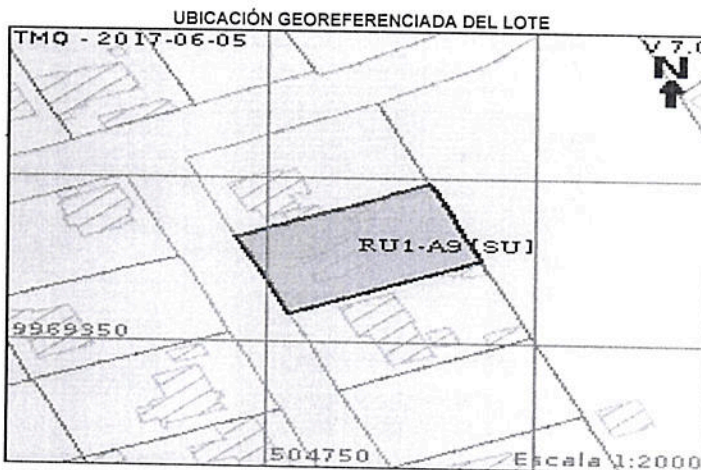 UBICACIÓN GEOREFERENCIADA DEL LOTE
TMQ - 2017-06-05
V 7.0
N
RU1-A9 [SU]
9969350
504750
Escala 1:2000